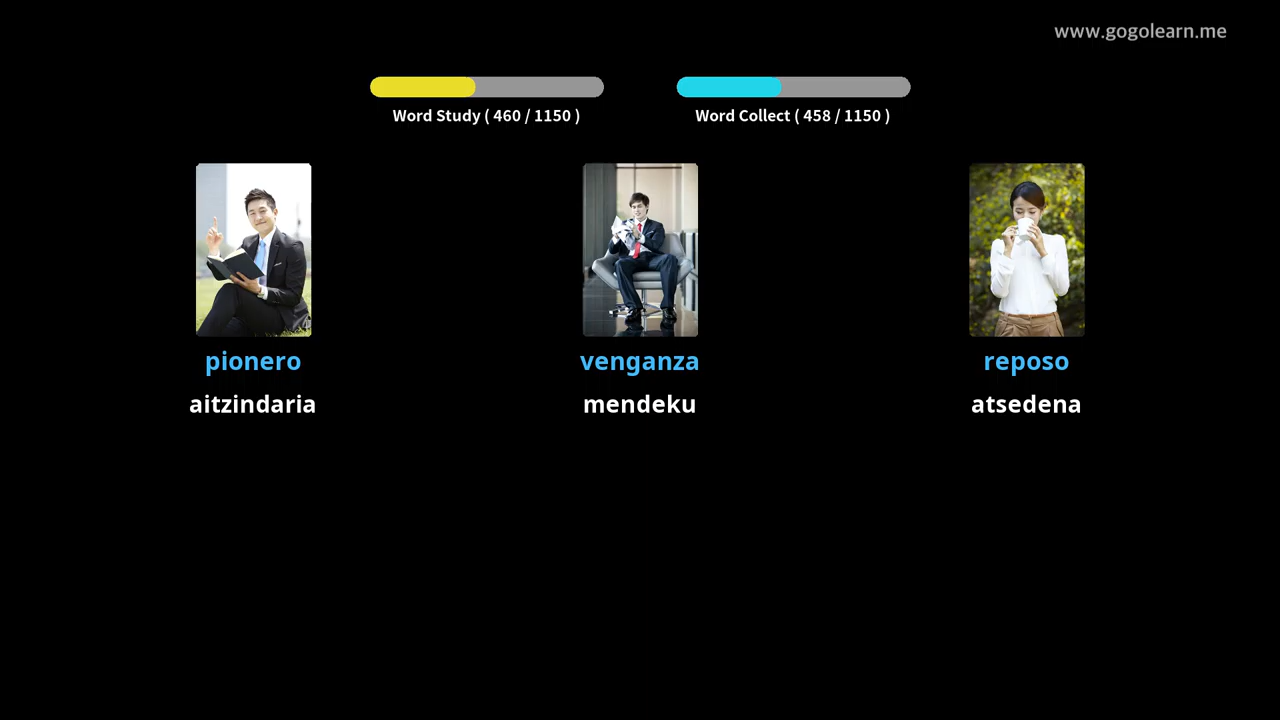 www.gogolearn.me
Word Study ( 460 / 1150 )
Word Collect ( 458 / 1150 )
pionero
venganza
reposo
aitzindaria
mendeku
atsedena